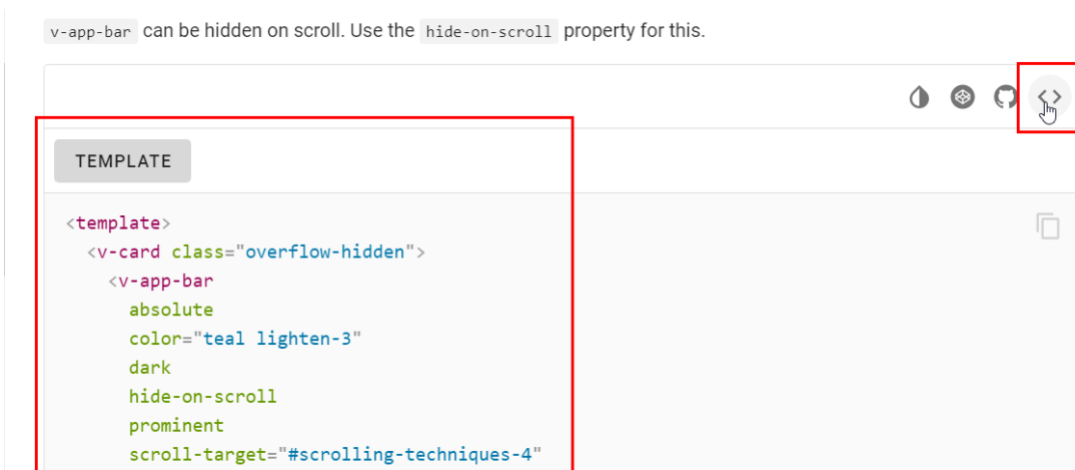 v-app-bar can be hidden on scroll. Use the hide-on-scroll property for this.
<>
TEMPLATE
<template>
<v-card class="overflow-hidden">
<v-app-bar
absolute
color="teal lighten-3"
dark
hide-on-scroll
prominent
scroll-target="#scrolling-techniques-4"